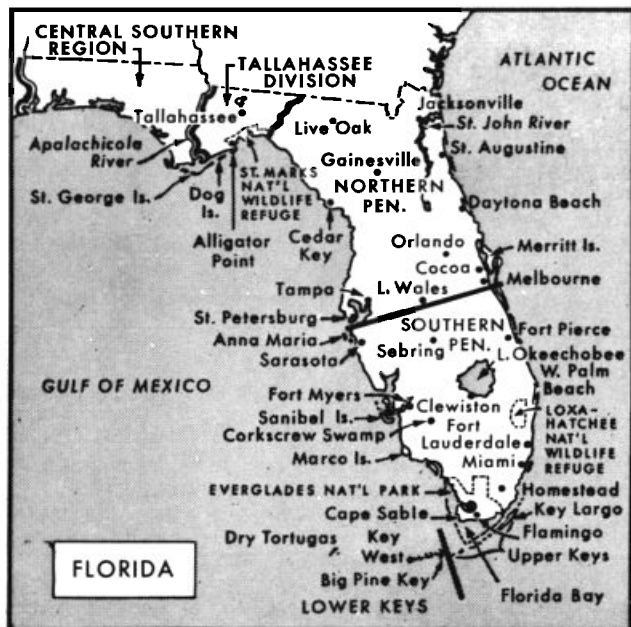 CENTRAL SOUTHERN
REGION
TALLAHASSEE
DIVISION
ATLANTIC
OCEAN
Tallahassee
Jacksonville
Live Oak
St. John River
Apalachicola
River
Gainesville
St. Augustine
St. George Is.
Dog
Is.
ST. MARKS
NAT'L
WILDLIFE
REFUGE
NORTHERN
PEN.
Alligator
Point
Cedar
Key
Daytona Beach
Orlando
Merritt Is.
Cocoa
Melbourne
Tampa
L. Wales
St. Petersburg
SOUTHERN
PEN.
Fort Pierce
Anna Maria
Sebring
Sarasota
L. Okeechobee
W. Palm
Beach
GULF OF MEXICO
Fort Myers
Sanibel Is.
Clewiston
LOXA-
HATCHEE
NAT'L
WILDLIFE
REFUGE
Corkscrew Swamp
Fort
Lauderdale
Marco Is.
Miami
EVERGLADES NAT'L PARK
Homestead
Cape Sable
Key Largo
Dry Tortugas
Key
West
Flamingo
Upper Keys
Big Pine Key
Florida Bay
LOWER KEYS
FLORIDA